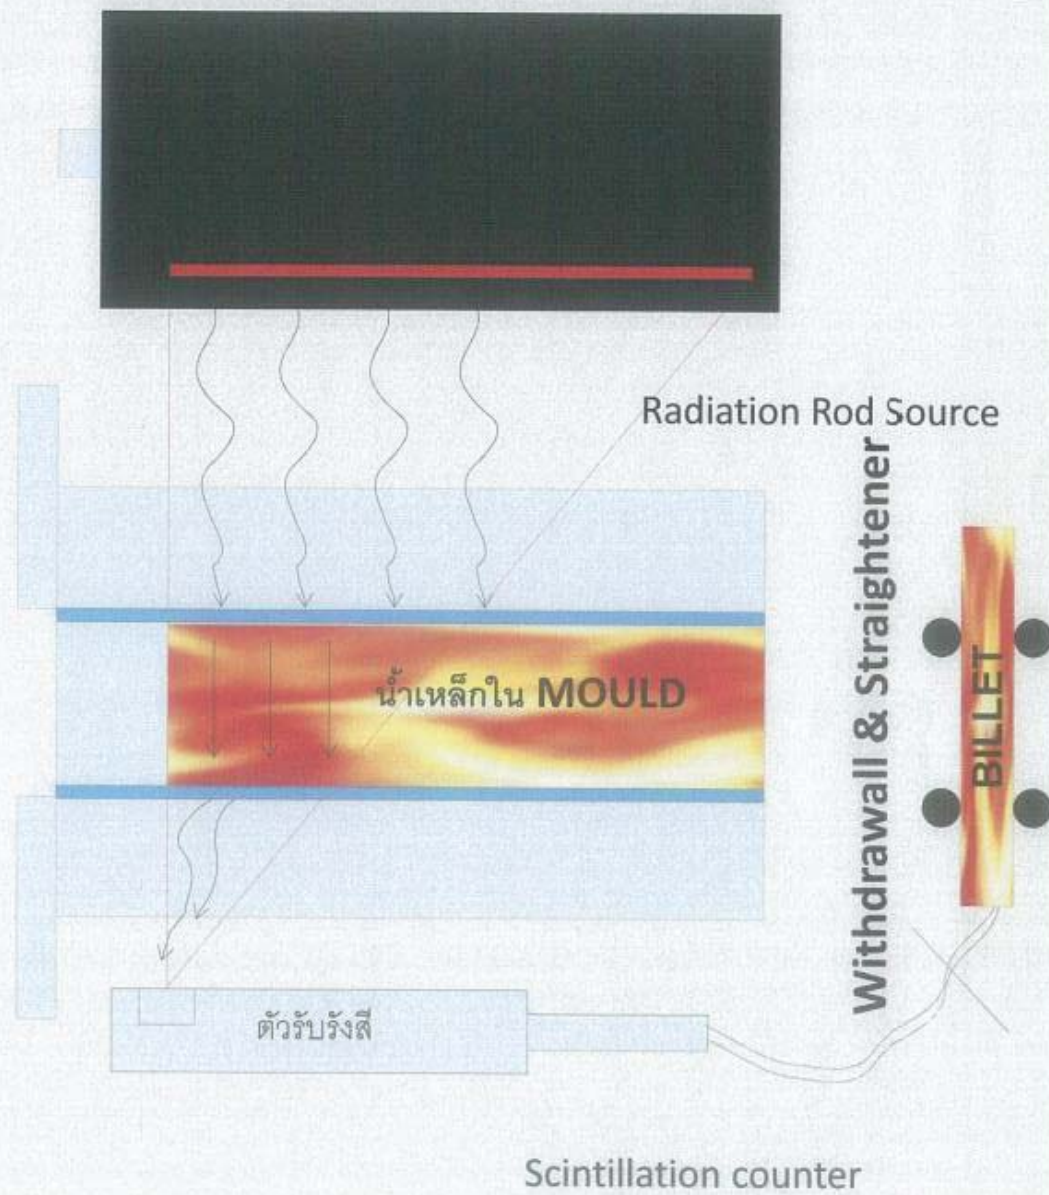 Radiation Rod Source
น้ำเหล็กใน MOULD
Withdrawall & Straightener
BILLET
ตัวรับรังสี
Scintillation counter